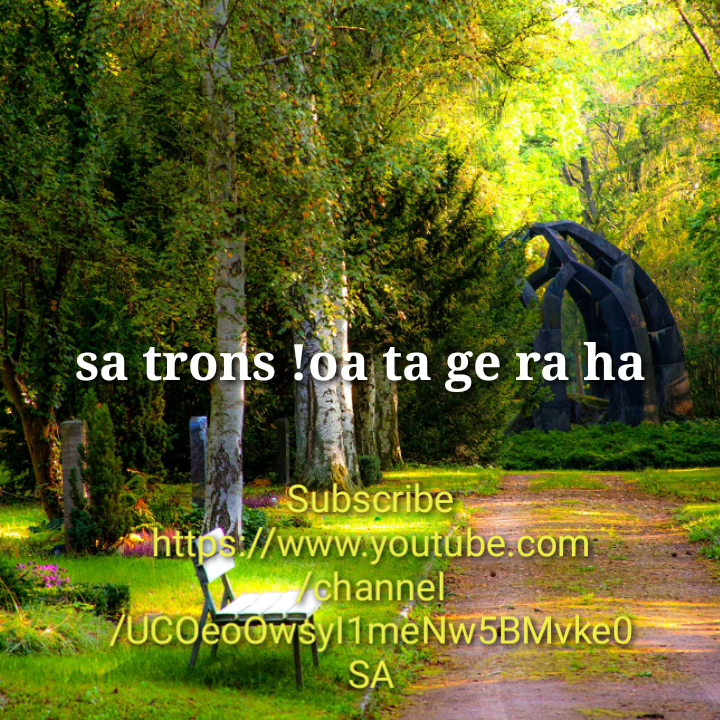 sa trons !oa ta ge ra ha
Subscribe
https://www.youtube.com
/channel
/UCOeoOwsyI1meNw5BMvke0
SA